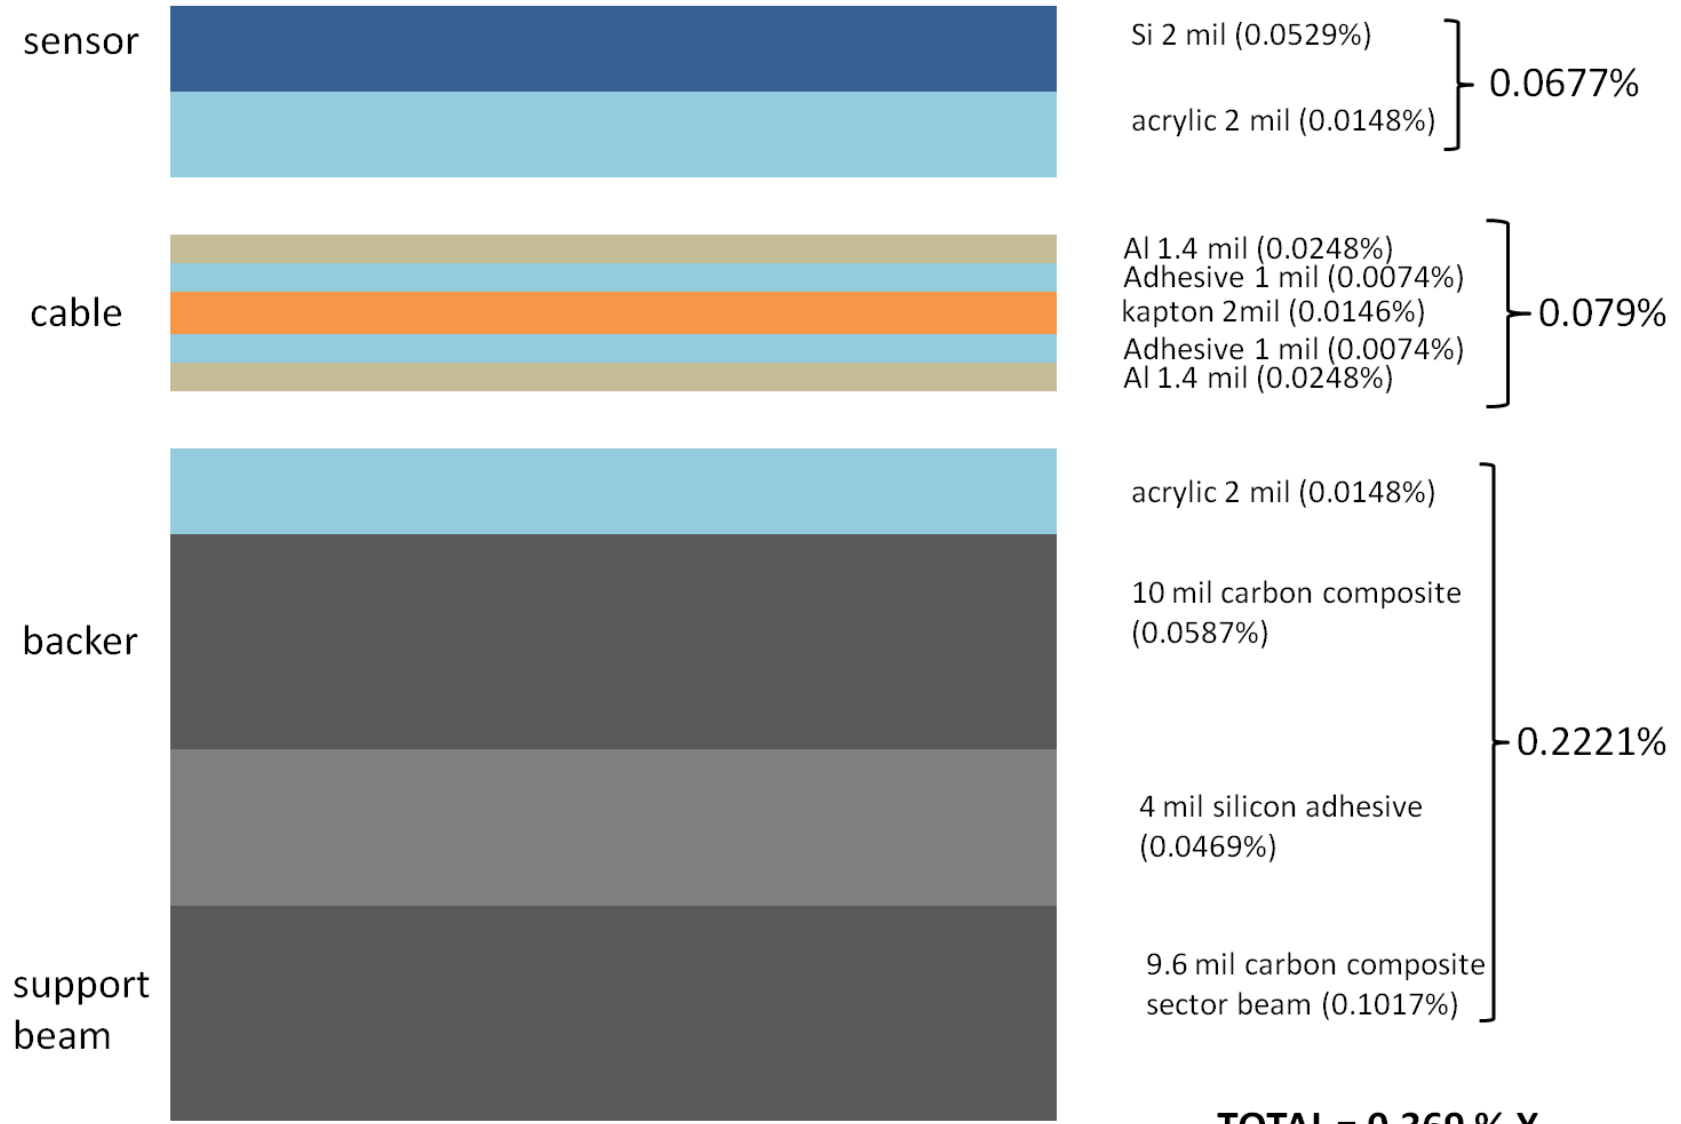 sensor
Si 2 mil (0.0529%)
0.0677%
acrylic 2 mil (0.0148%)
Al 1.4 mil (0.0248%)
Adhesive 1 mil (0.0074%)
cable
kapton 2mil (0.0146%)
0.079%
Adhesive 1 mil (0.0074%)
Al 1.4 mil (0.0248%)
acrylic 2 mil (0.0148%)
10 mil carbon composite
(0.0587%)
backer
0.2221%
4 mil silicon adhesive
(0.0469%)
9.6 mil carbon composite
sector beam (0.1017%)
support
beam
TOTAL = 0.369 % X